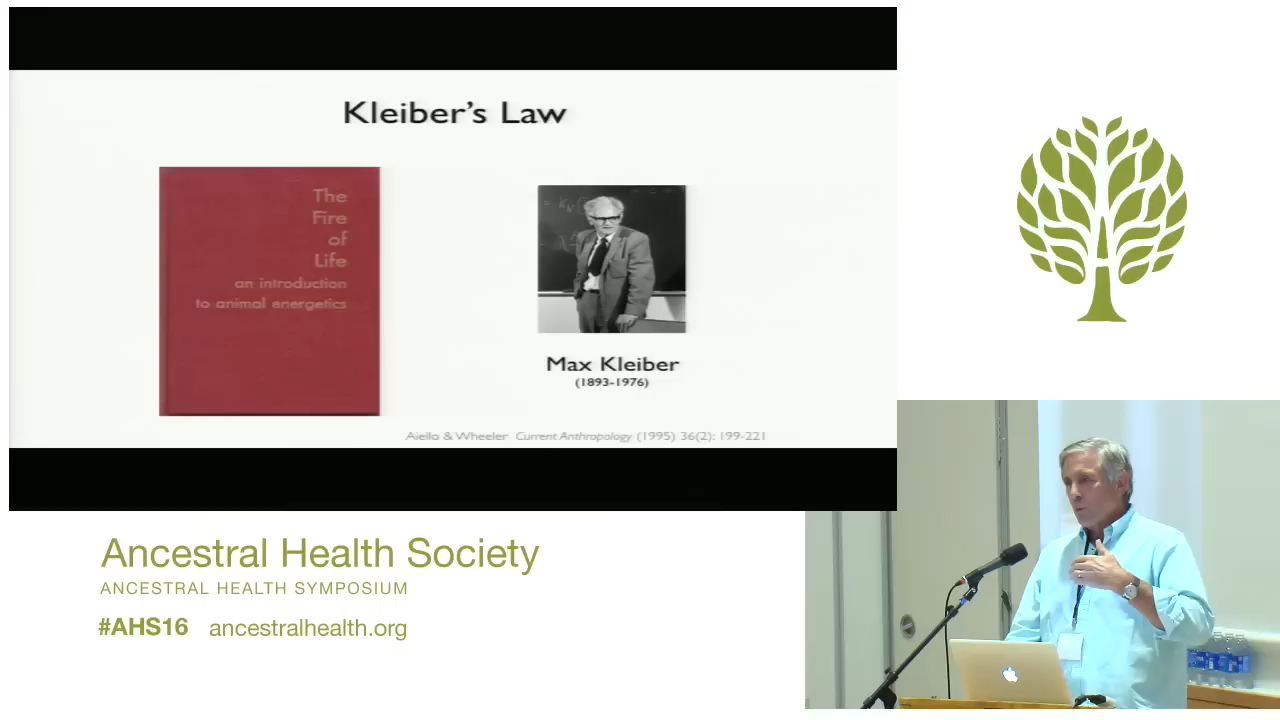 Kleiber's Law
The
Fire
of
Life
an introduction
to animal energetics
Max Kleiber
(1893-1976)
Aiello & Wheeler Current Anthropology (1995) 36(2): 199-221
Ancestral Health Society
ANCESTRAL HEALTH SYMPOSIUM
#AHS16 ancestralhealth.org